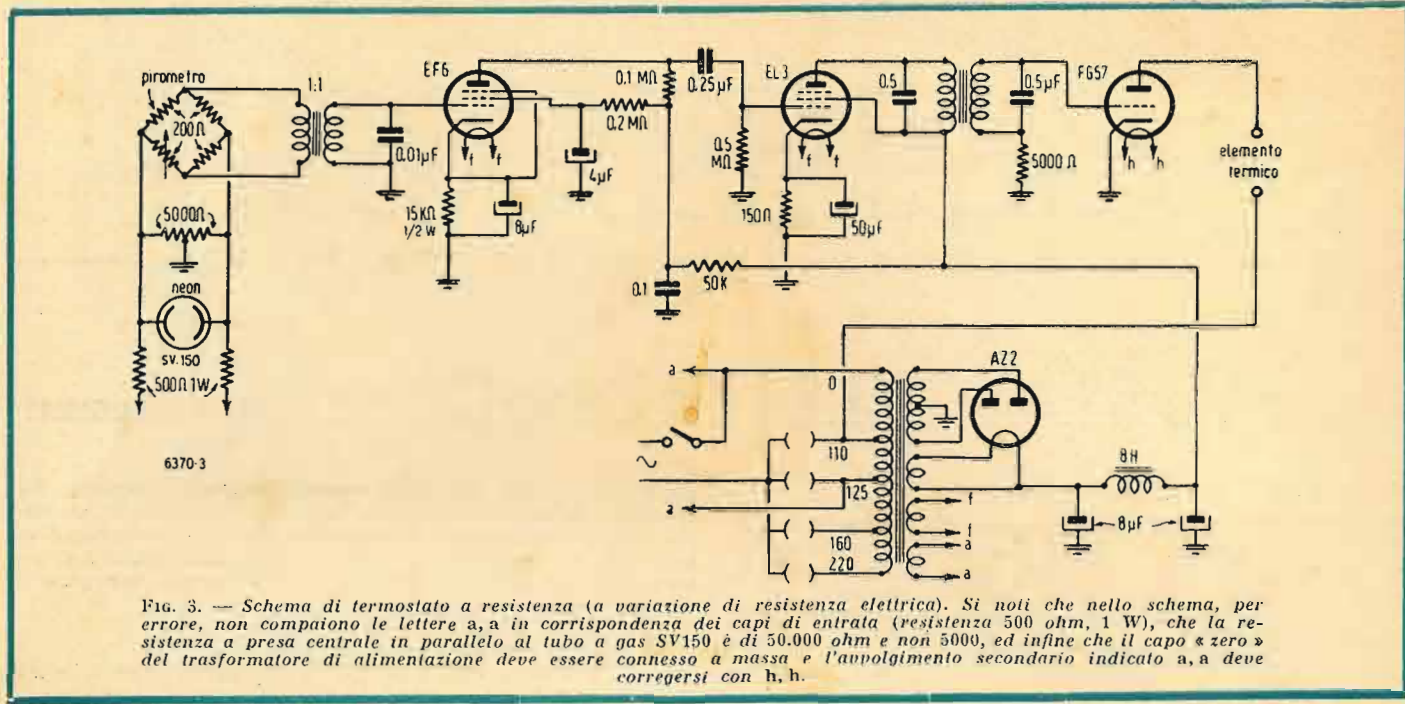 pirometro
200Ω
1:1
0.01µF
EF6
15KΩ
1/2 W
8µF
f f
4µF
0.1 MΩ
0.2 MΩ
0.25µF
0.5
MΩ
EL3
f f
150Ω
50µF
0.5
0.5µF
5000 Ω
FG57
h h
elemento
termico
5000Ω
neon
SV.150
500Ω 1W
6370-3
0.1
50K
a
0
110
125
a
160
220
AZ2
f
f
a
a
8H
8µF
FIG. 3. — Schema di termostato a resistenza (a variazione di resistenza elettrica). Si noti che nello schema, per
errore, non compaiono le lettere a, a in corrispondenza dei capi di entrata (resistenza 500 ohm, 1 W), che la re-
sistenza a presa centrale in parallelo al tubo a gas SV150 è di 50.000 ohm e non 5000, ed infine che il capo « zero »
del trasformatore di alimentazione deve essere connesso a massa e l'avvolgimento secondario indicato a, a deve
corregersi con h, h.